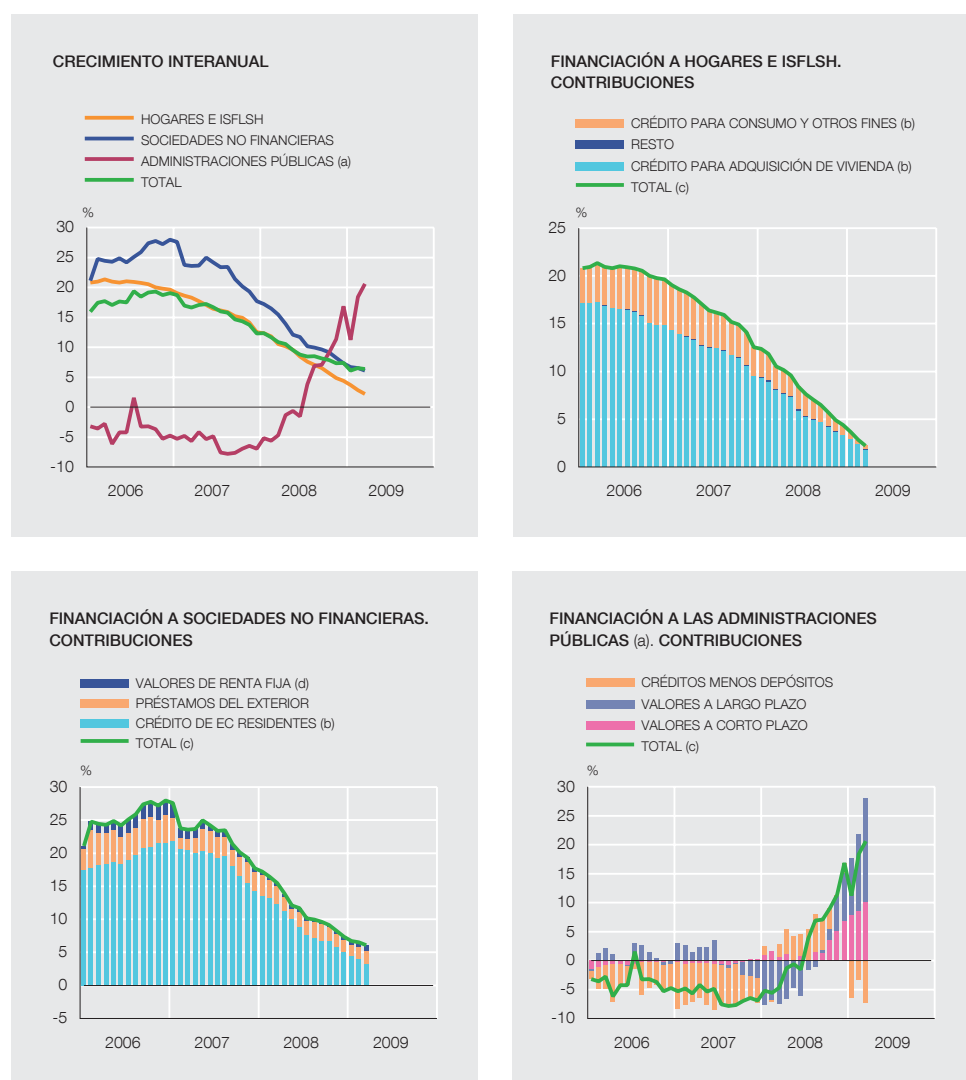 CRECIMIENTO INTERANUAL
HOGARES E ISFLSH
SOCIEDADES NO FINANCIERAS
ADMINISTRACIONES PÚBLICAS (a)
TOTAL
%
30
25
20
15
10
5
0
-5
-10
2006 2007 2008 2009
FINANCIACIÓN A HOGARES E ISFLSH.
CONTRIBUCIONES
CRÉDITO PARA CONSUMO Y OTROS FINES (b)
RESTO
CRÉDITO PARA ADQUISICIÓN DE VIVIENDA (b)
TOTAL (c)
%
25
20
15
10
5
0
2006 2007 2008 2009
FINANCIACIÓN A SOCIEDADES NO FINANCIERAS.
CONTRIBUCIONES
VALORES DE RENTA FIJA (d)
PRÉSTAMOS DEL EXTERIOR
CRÉDITO DE EC RESIDENTES (b)
TOTAL (c)
%
30
25
20
15
10
5
0
-5
2006 2007 2008 2009
FINANCIACIÓN A LAS ADMINISTRACIONES
PÚBLICAS (a). CONTRIBUCIONES
CRÉDITOS MENOS DEPÓSITOS
VALORES A LARGO PLAZO
VALORES A CORTO PLAZO
TOTAL (c)
%
30
25
20
15
10
5
0
-5
-10
2006 2007 2008 2009